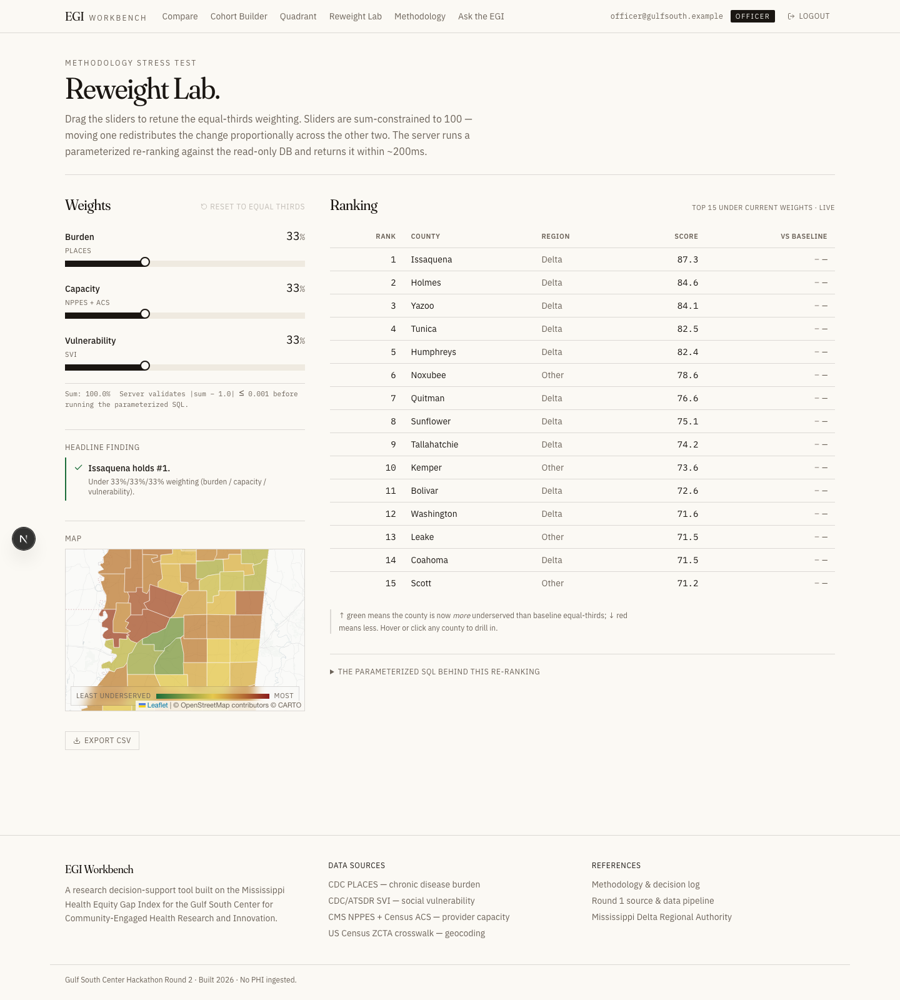 EGI WORKBENCH Compare Cohort Builder Quadrant Reweight Lab Methodology Ask the EGI officer@gulfsouth.example OFFICER LOGOUT
METHODOLOGY STRESS TEST
Reweight Lab.
Drag the sliders to retune the equal-thirds weighting. Sliders are sum-constrained to 100 —
moving one redistributes the change proportionally across the other two. The server runs a
parameterized re-ranking against the read-only DB and returns it within ~200ms.
Weights RESET TO EQUAL THIRDS
Burden 33%
PLACES
Capacity 33%
NPPES + ACS
Vulnerability 33%
SVI
Sum: 100.0% Server validates |sum − 1.0| ≤ 0.001 before
running the parameterized SQL.
HEADLINE FINDING
Issaquena holds #1.
Under 33%/33%/33% weighting (burden / capacity /
vulnerability).
MAP
LEAST UNDERSERVED MOST
Leaflet | © OpenStreetMap contributors © CARTO
EXPORT CSV
Ranking TOP 15 UNDER CURRENT WEIGHTS · LIVE
RANK COUNTY REGION SCORE VS BASELINE
1 Issaquena Delta 87.3 – —
2 Holmes Delta 84.6 – —
3 Yazoo Delta 84.1 – —
4 Tunica Delta 82.5 – —
5 Humphreys Delta 82.4 – —
6 Noxubee Other 78.6 – —
7 Quitman Delta 76.6 – —
8 Sunflower Delta 75.1 – —
9 Tallahatchie Delta 74.2 – —
10 Kemper Other 73.6 – —
11 Bolivar Delta 72.6 – —
12 Washington Delta 71.6 – —
13 Leake Other 71.5 – —
14 Coahoma Delta 71.5 – —
15 Scott Other 71.2 – —
↑ green means the county is now more underserved than baseline equal-thirds; ↓ red
means less. Hover or click any county to drill in.
▶ THE PARAMETERIZED SQL BEHIND THIS RE-RANKING
N
EGI Workbench
A research decision-support tool built on the Mississippi
Health Equity Gap Index for the Gulf South Center for
Community-Engaged Health Research and Innovation.
DATA SOURCES
CDC PLACES — chronic disease burden
CDC/ATSDR SVI — social vulnerability
CMS NPPES + Census ACS — provider capacity
US Census ZCTA crosswalk — geocoding
REFERENCES
Methodology & decision log
Round 1 source & data pipeline
Mississippi Delta Regional Authority
Gulf South Center Hackathon Round 2 · Built 2026 · No PHI ingested.